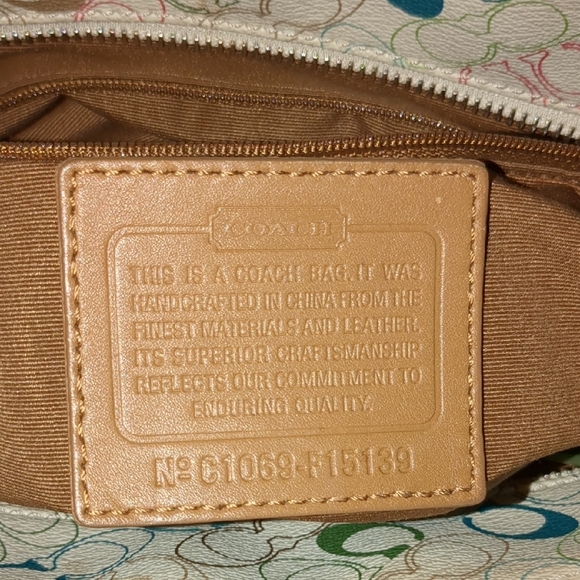 COACH
THIS IS A COACH BAG.IT WAS
HANDCRAFTED IN CHINA FROM THE
FINEST MATERIALS AND LEATHER.
ITS SUPERIOR CRAFTSMANSHIP
REFLECTS OUR COMMITMENT TO
ENDURING QUALITY.
Nº C1069-F15139